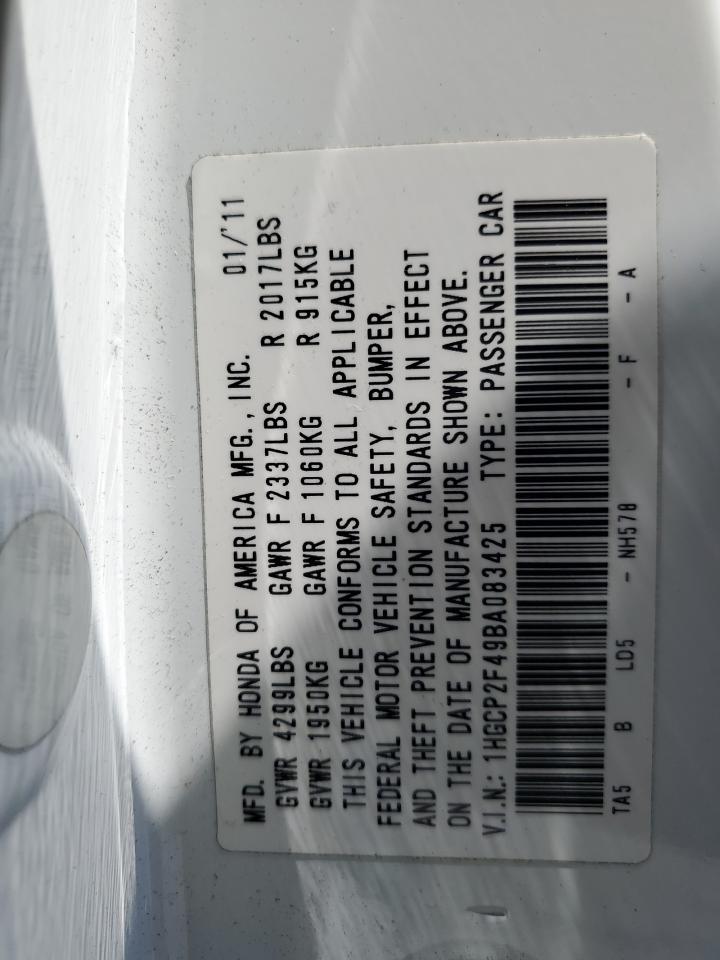 MFD. BY HONDA OF AMERICA MFG., INC. 01/'11
GVWR 4299LBS GAWR F 2337LBS R 2017LBS
GVWR 1950KG GAWR F 1060KG R 915KG
THIS VEHICLE CONFORMS TO ALL APPLICABLE
FEDERAL MOTOR VEHICLE SAFETY, BUMPER,
AND THEFT PREVENTION STANDARDS IN EFFECT
ON THE DATE OF MANUFACTURE SHOWN ABOVE.
V.I.N.: 1HGCP2F49BA083425 TYPE: PASSENGER CAR
TA5 B LD5 - NH578 - F - A